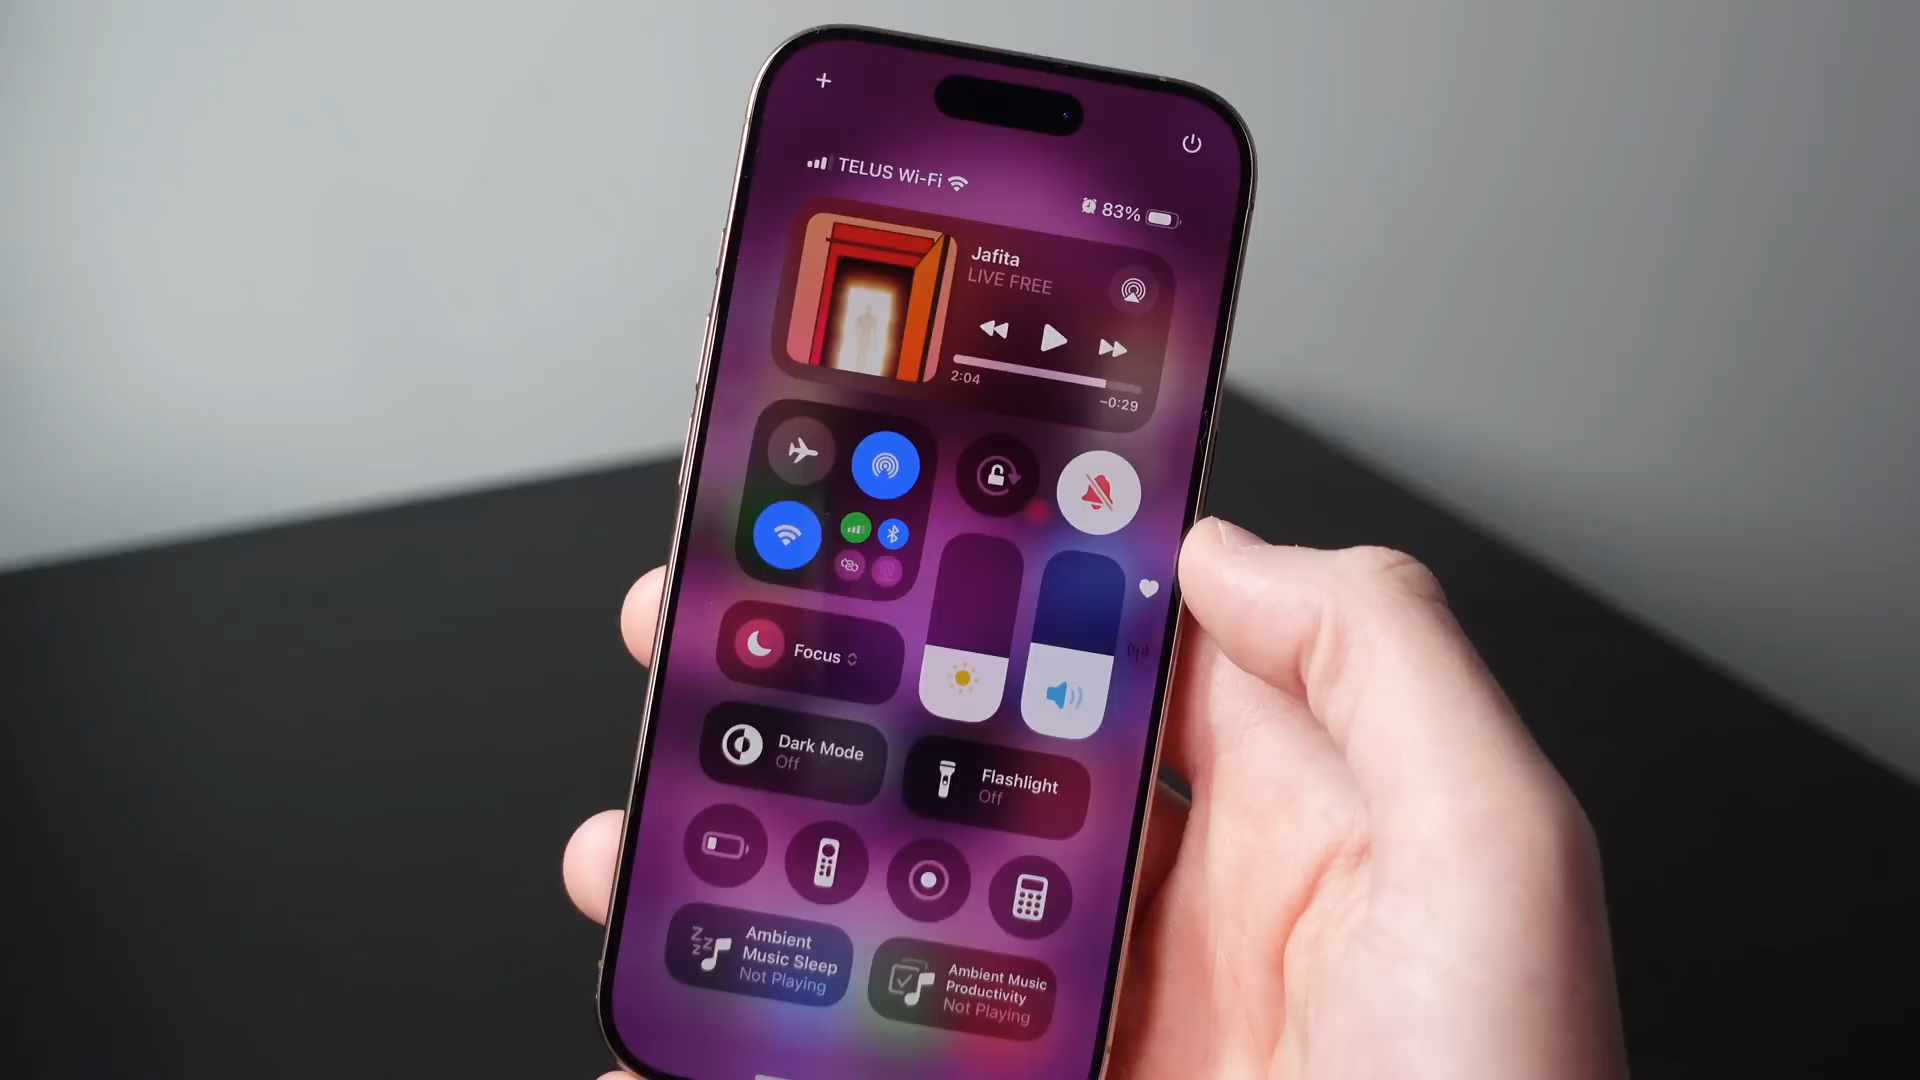 TELUS Wi-Fi
83%
Jafita
LIVE FREE
2:04
-0:29
Focus
Dark Mode
Off
Flashlight
Off
Ambient
Music Sleep
Not Playing
Ambient Music
Productivity
Not Playing